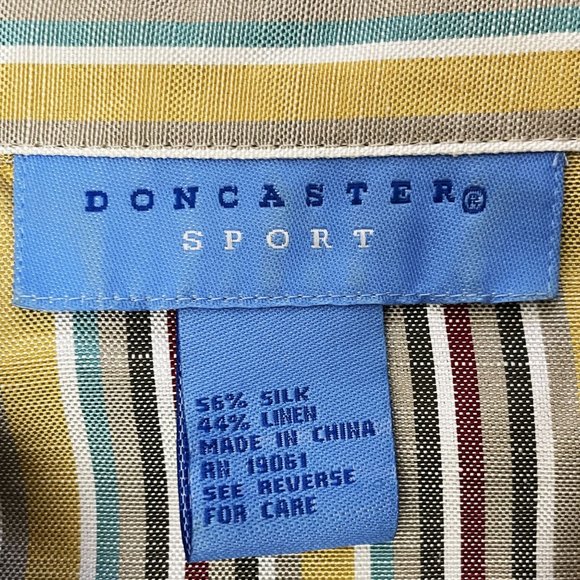 DONCASTER®
SPORT
56% SILK
44% LINEN
MADE IN CHINA
RN 19061
SEE REVERSE
FOR CARE